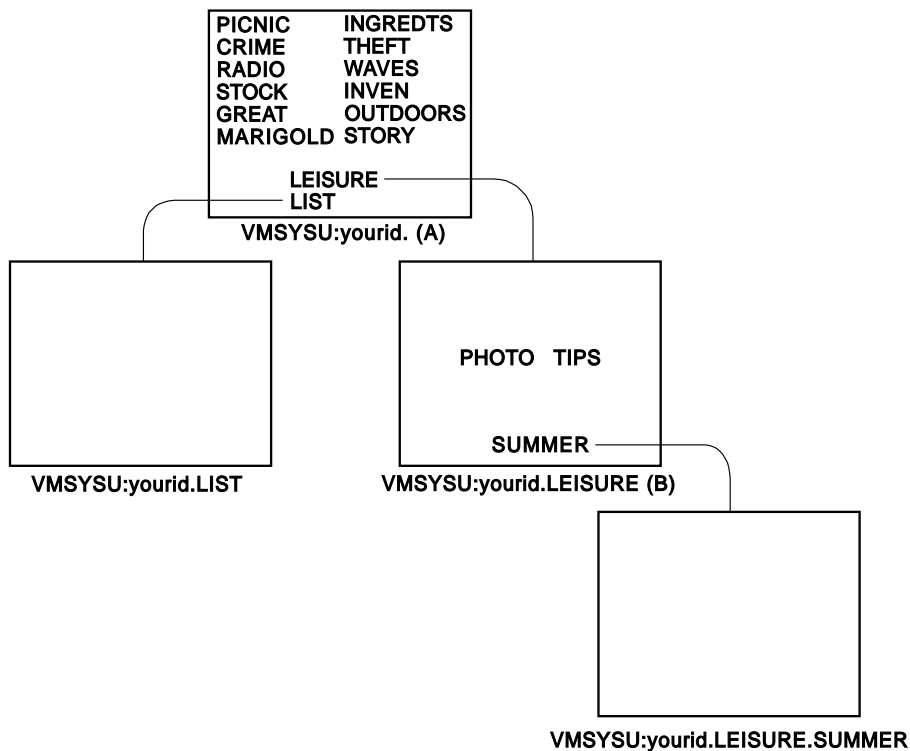 PICNIC INGREDTS
CRIME THEFT
RADIO WAVES
STOCK INVEN
GREAT OUTDOORS
MARIGOLD STORY
LEISURE
LIST
VMSYSU:yourid. (A)
PHOTO TIPS
SUMMER
VMSYSU:yourid.LIST
VMSYSU:yourid.LEISURE (B)
VMSYSU:yourid.LEISURE.SUMMER